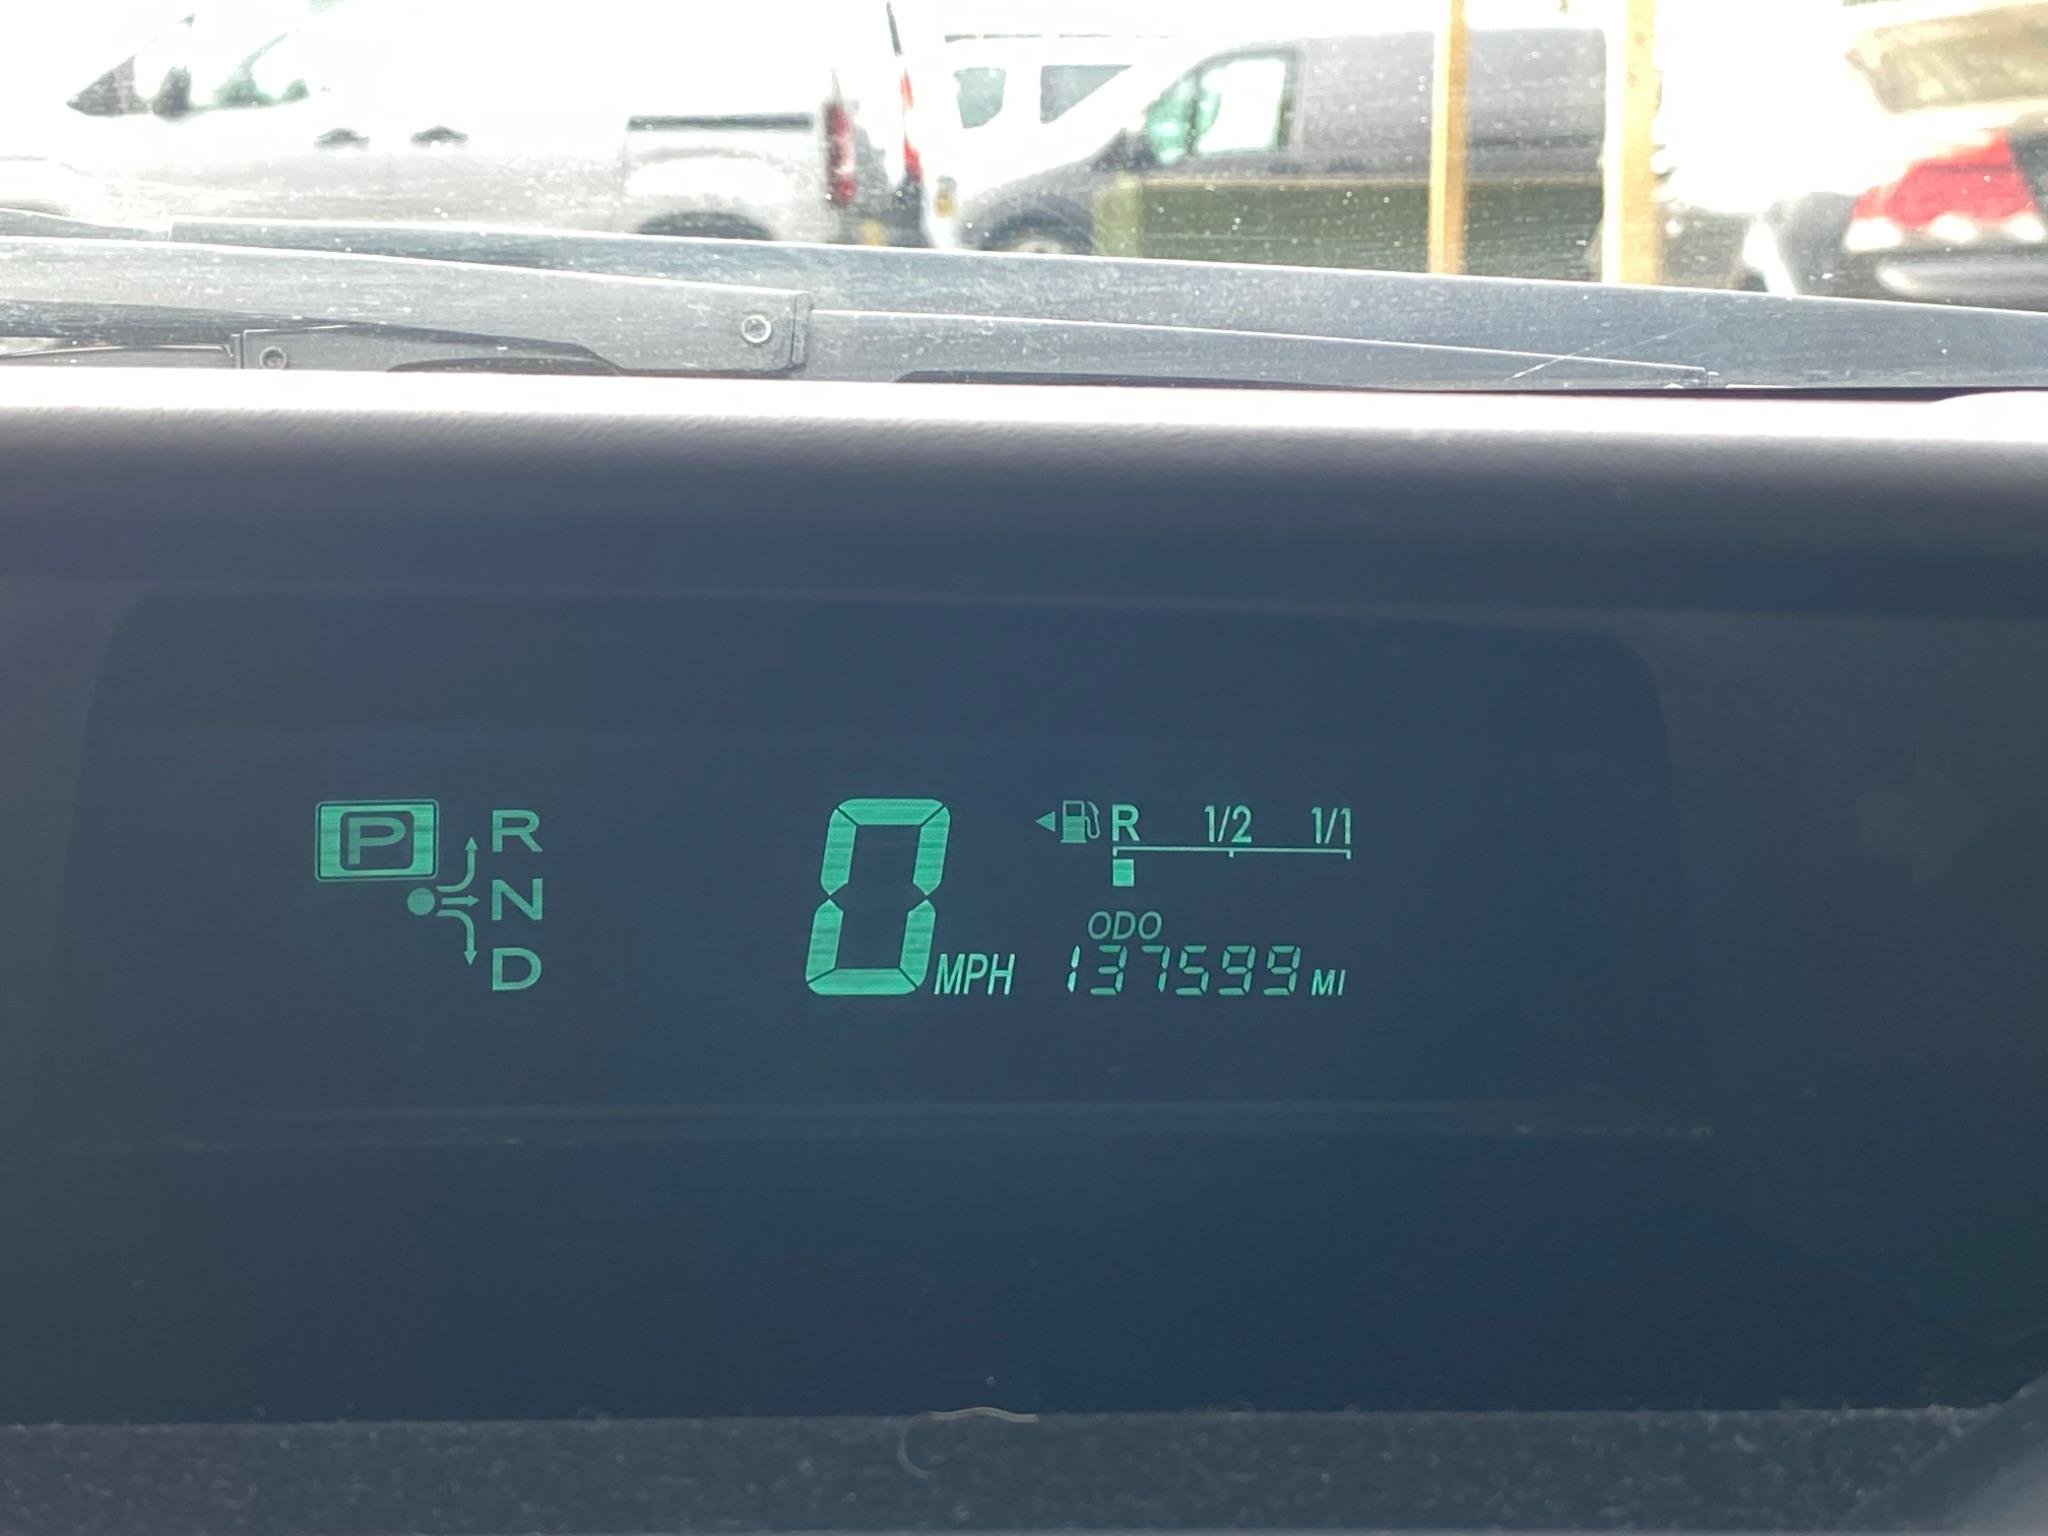 P R
N
D
0 MPH
R 1/2 1/1
ODO
137599 MI